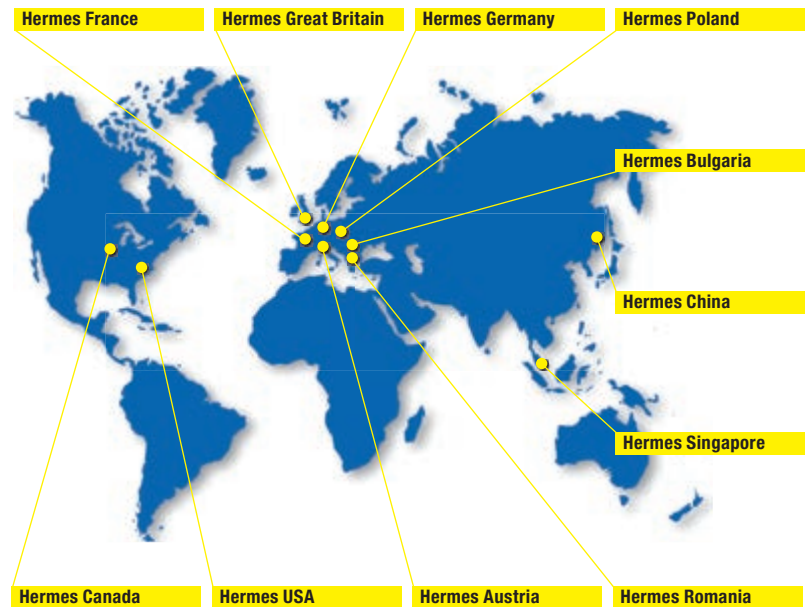 Hermes France
Hermes Great Britain
Hermes Germany
Hermes Poland
Hermes Bulgaria
Hermes China
Hermes Singapore
Hermes Canada
Hermes USA
Hermes Austria
Hermes Romania